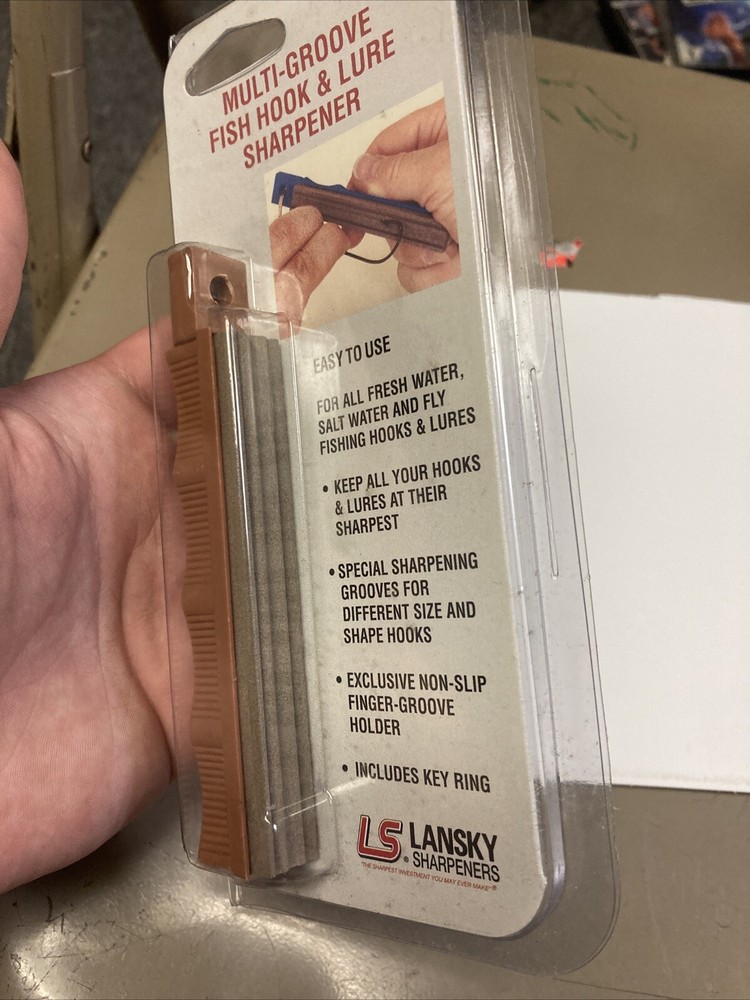 MULTI-GROOVE
FISH HOOK & LURE
SHARPENER
EASY TO USE
FOR ALL FRESH WATER,
SALT WATER AND FLY
FISHING HOOKS & LURES
• KEEP ALL YOUR HOOKS
& LURES AT THEIR
SHARPEST
• SPECIAL SHARPENING
GROOVES FOR
DIFFERENT SIZE AND
SHAPE HOOKS
• EXCLUSIVE NON-SLIP
FINGER-GROOVE
HOLDER
• INCLUDES KEY RING
LS® LANSKY
SHARPENERS
"THE SHARPEST INVESTMENT YOU MAY EVER MAKE"®